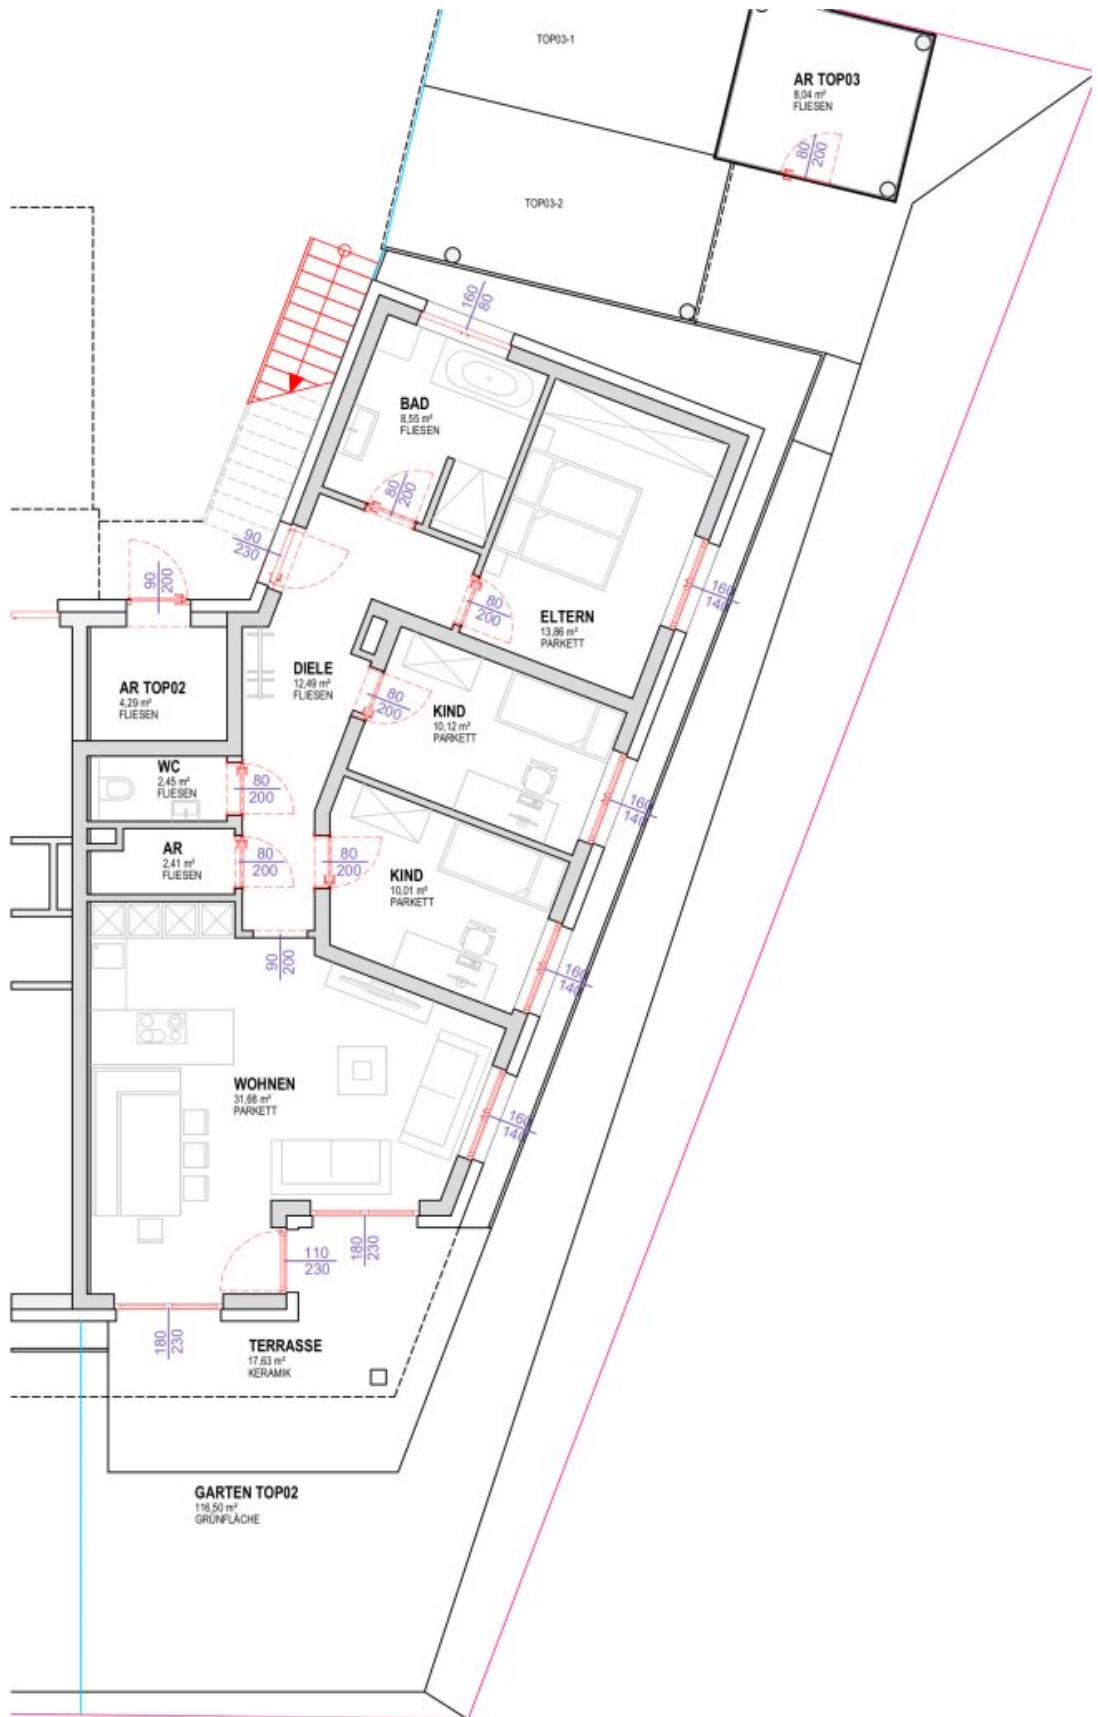 TOP03-1
AR TOP03
8,04 m²
FLIESEN
80
200
TOP03-2
160
80
BAD
8,55 m²
FLIESEN
80
200
90
230
90
200
80
200
ELTERN
13,86 m²
PARKETT
160
140
DIELE
12,49 m²
FLIESEN
AR TOP02
4,29 m²
FLIESEN
80
200
KIND
10,12 m²
PARKETT
WC
2,45 m²
FLIESEN
80
200
160
140
AR
2,41 m²
FLIESEN
80
200
80
200
KIND
10,01 m²
PARKETT
90
200
160
140
WOHNEN
31,68 m²
PARKETT
160
140
180
230
110
230
180
230
TERRASSE
17,63 m²
KERAMIK
GARTEN TOP02
116,50 m²
GRÜNFLÄCHE